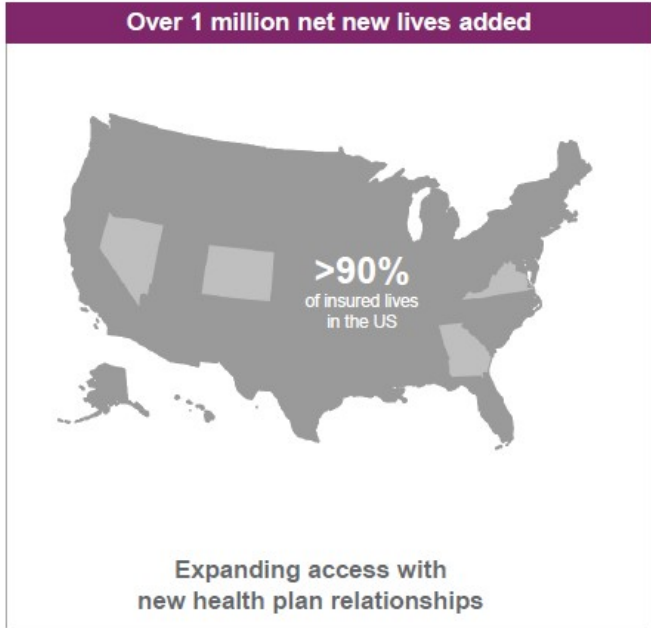 Over 1 million net new lives added
>90%
of insured lives
in the US
Expanding access with
new health plan relationships